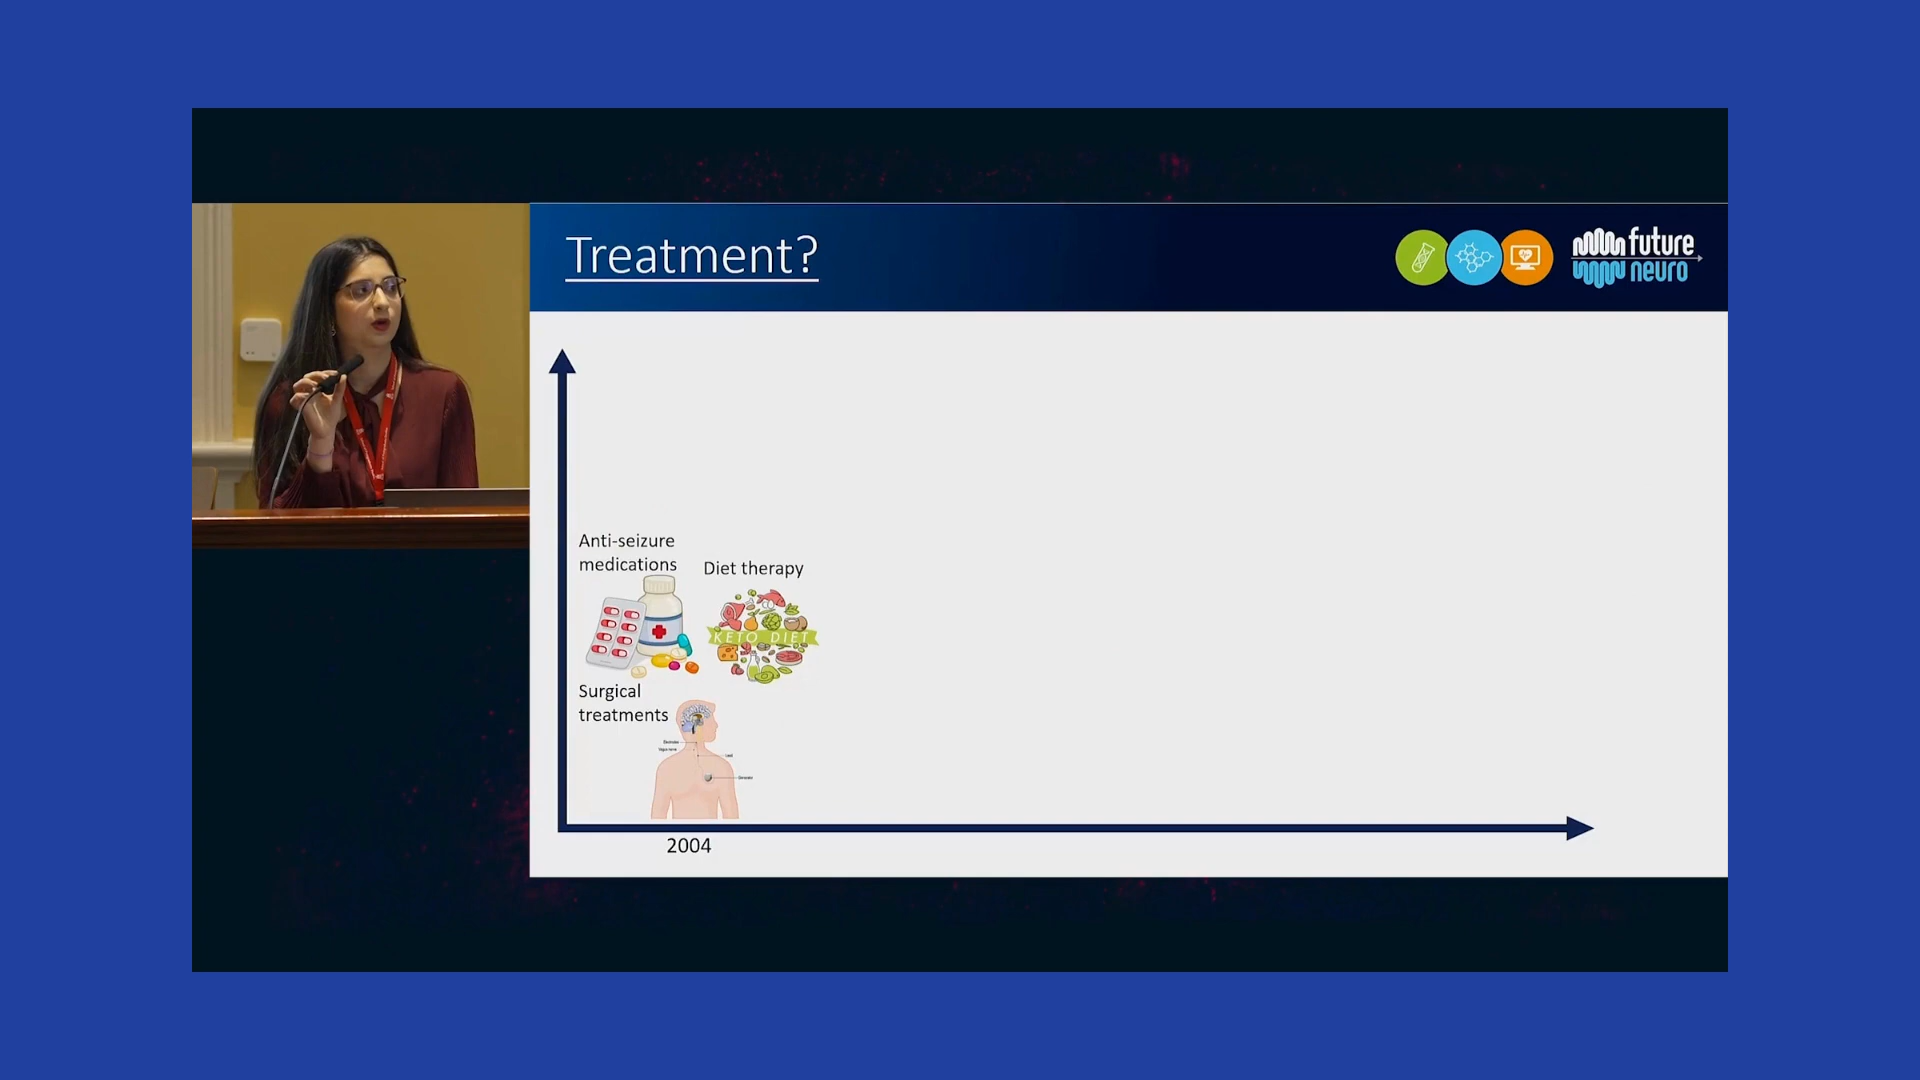 Treatment?
future
neuro
Anti-seizure
medications
Diet therapy
KETO DIET
Surgical
treatments
2004